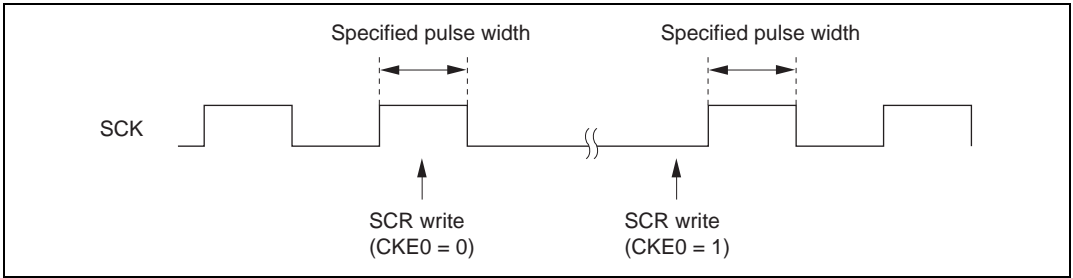 Specified pulse width
Specified pulse width
SCK
SCR write
(CKE0 = 0)
SCR write
(CKE0 = 1)